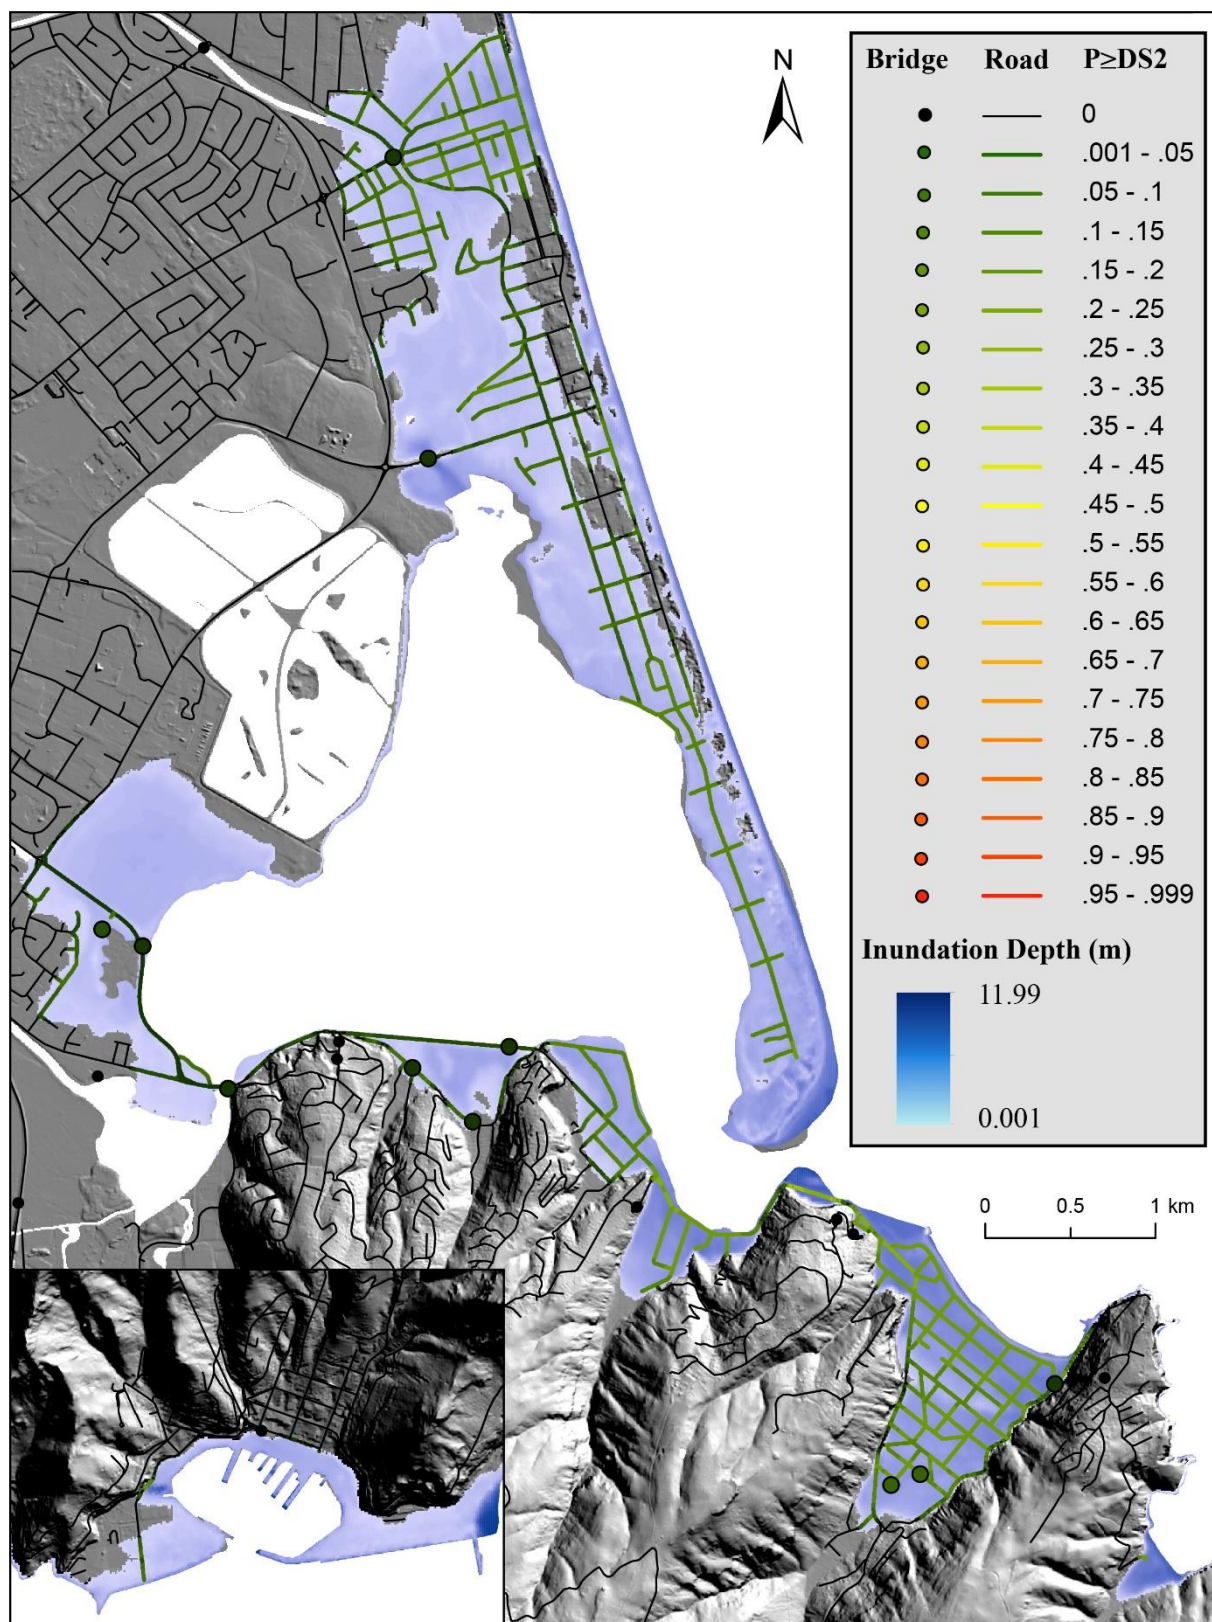 N
Bridge Road P≥DS2
0
.001 - .05
.05 - .1
.1 - .15
.15 - .2
.2 - .25
.25 - .3
.3 - .35
.35 - .4
.4 - .45
.45 - .5
.5 - .55
.55 - .6
.6 - .65
.65 - .7
.7 - .75
.75 - .8
.8 - .85
.85 - .9
.9 - .95
.95 - .999
Inundation Depth (m)
11.99
0.001
0 0.5 1 km